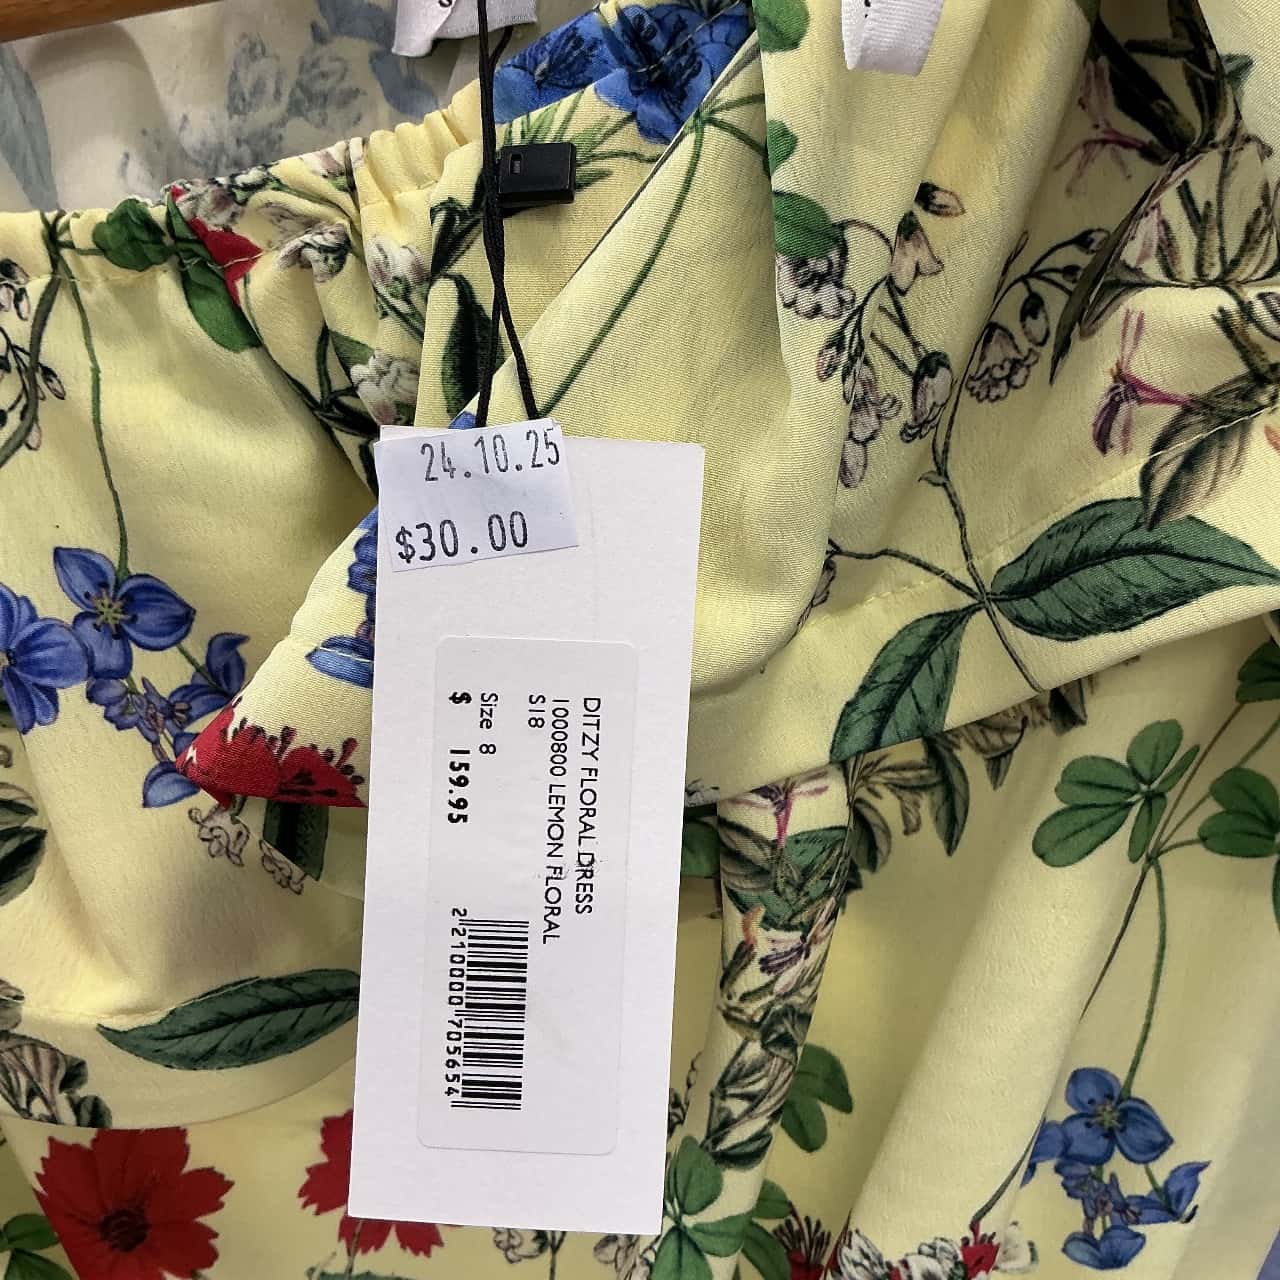 24.10.25
$30.00
DITZY FLORAL DRESS
1000800 LEMON FLORAL
S18
Size 8
$ 159.95
2210000705654